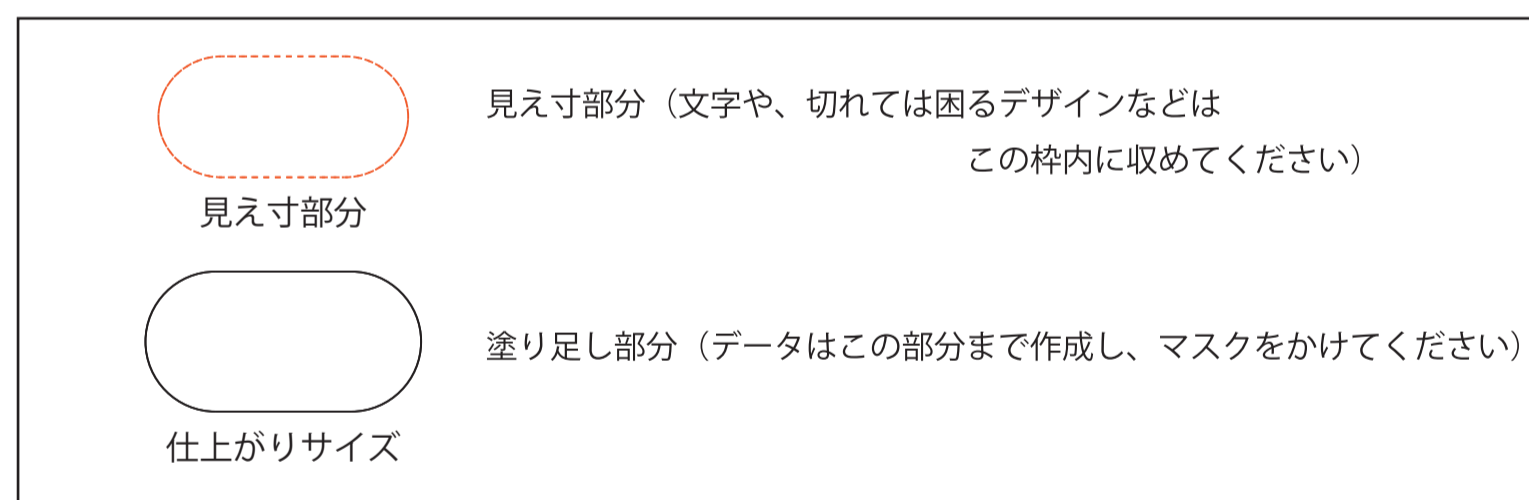 見え寸部分（文字や、切れては困るデザインなどは
この枠内に収めてください）
見え寸部分
塗り足し部分（データはこの部分まで作成し、マスクをかけてください）
仕上がりサイズ